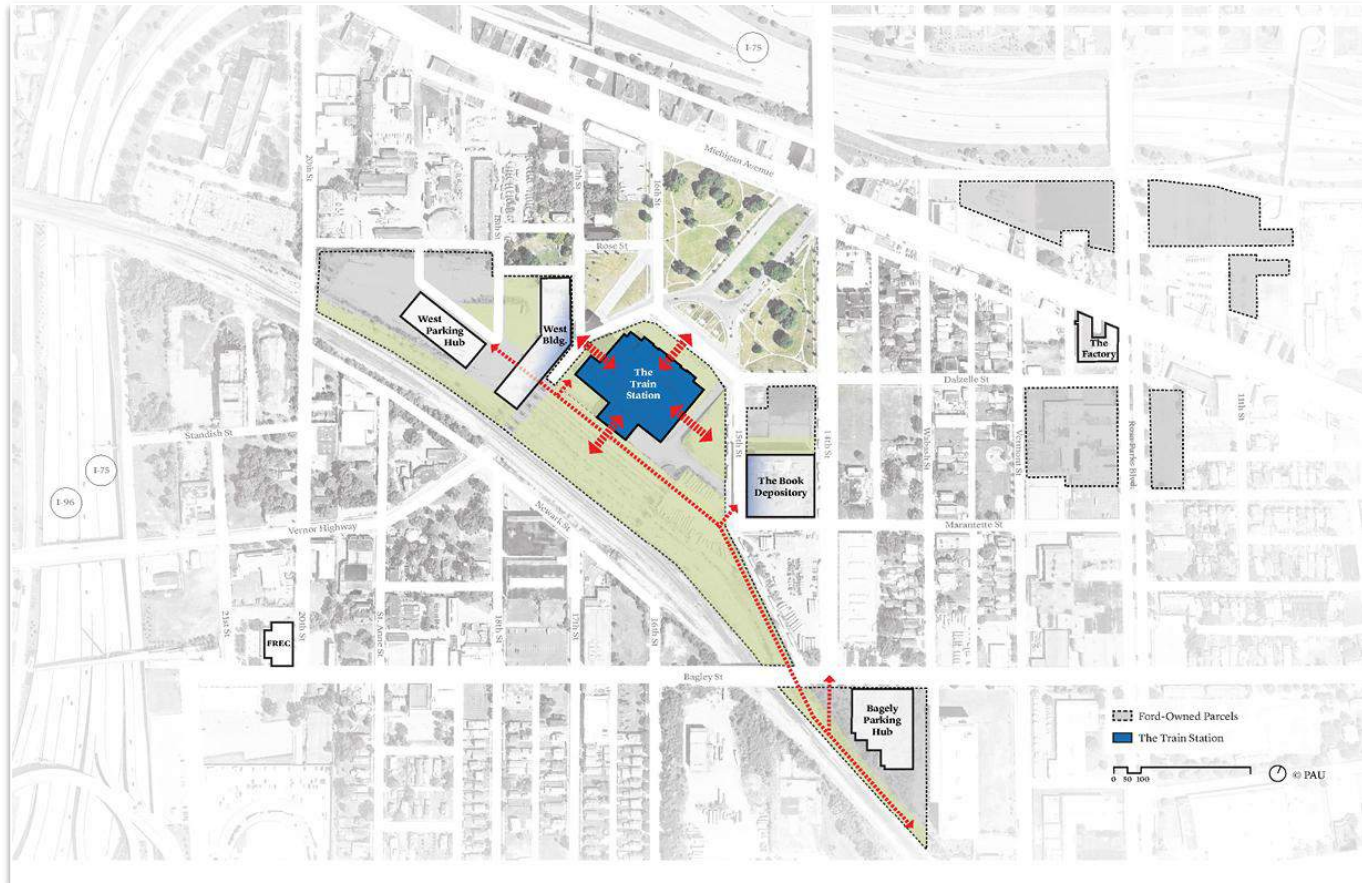 I-75
Michigan Avenue
20th St
18th St
17th St
16th St
Rose St
West
Parking
Hub
West
Bldg.
The
Train
Station
The
Factory
Dalzelle St
Standish St
15th St
14th St
Wabash St
Vermont St
Rosa Parks Blvd.
11th St
The Book
Depository
I-75
I-96
Vernor Highway
Newark St
Marantette St
21st St
20th St
St. Anne St
18th St
17th St
16th St
FREC
Bagley St
Bagely
Parking
Hub
Ford-Owned Parcels
The Train Station
0 50 100
© PAU